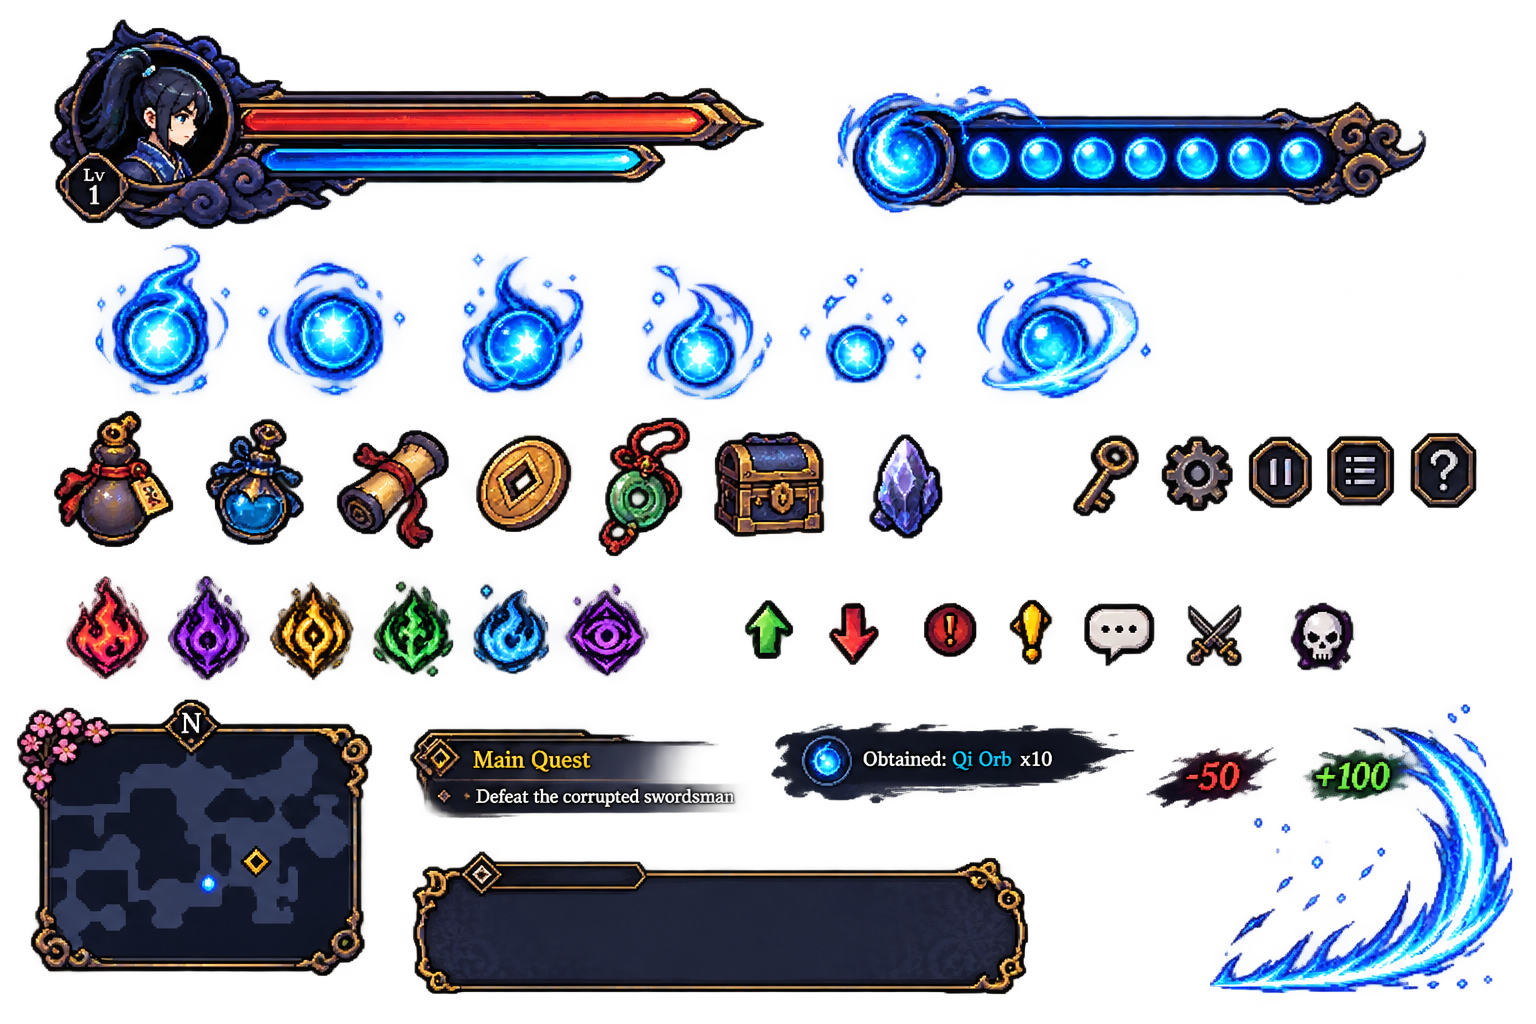 Lv
1
?
!
!
N
Main Quest
Defeat the corrupted swordsman
Obtained: Qi Orb x10
-50
+100